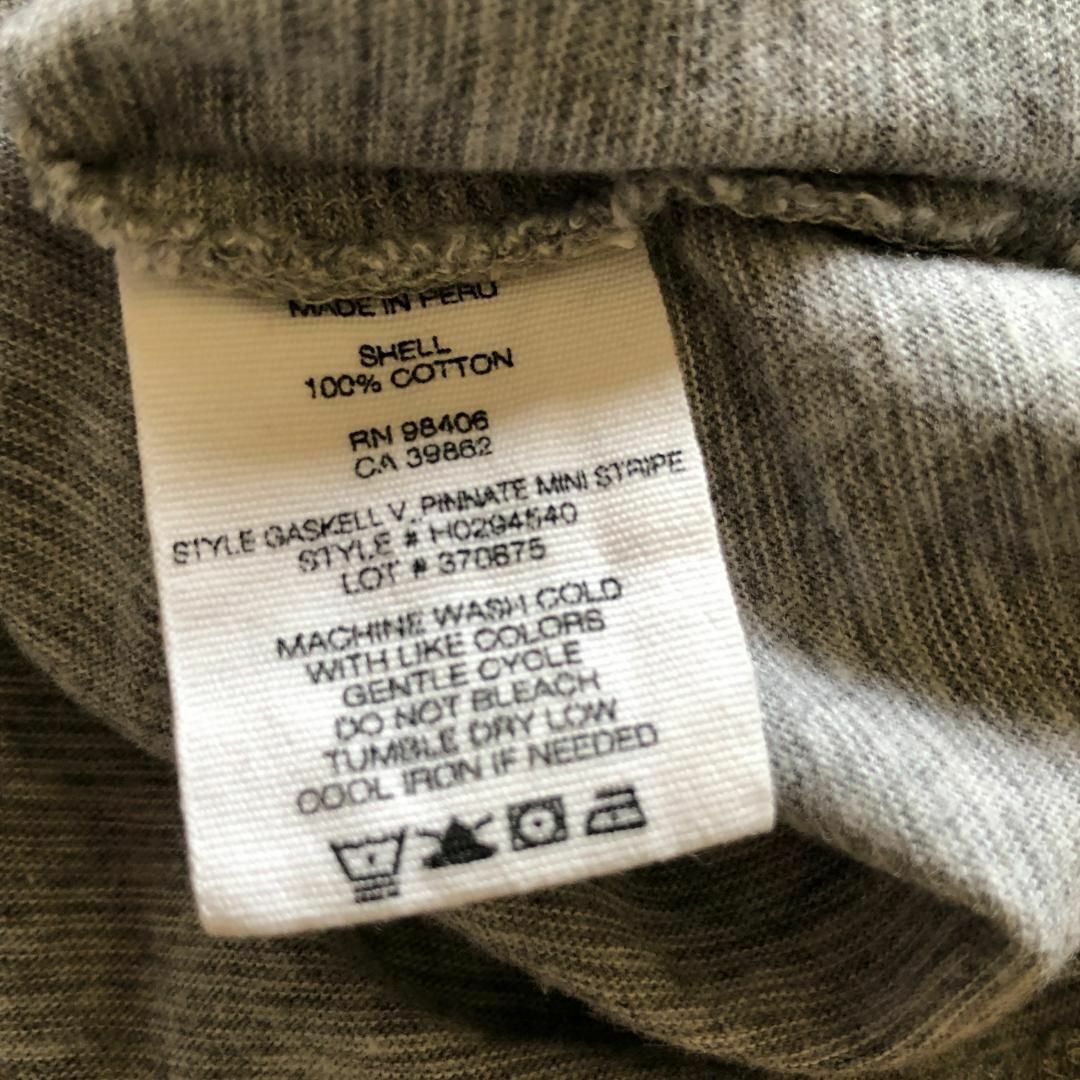 MADE IN PERU
SHELL
100% COTTON
RN 98406
CA 39862
STYLE GASKELL V. PINNATE MINI STRIPE
STYLE # H0294540
LOT # 370675
MACHINE WASH COLD
WITH LIKE COLORS
GENTLE CYCLE
DO NOT BLEACH
TUMBLE DRY LOW
COOL IRON IF NEEDED